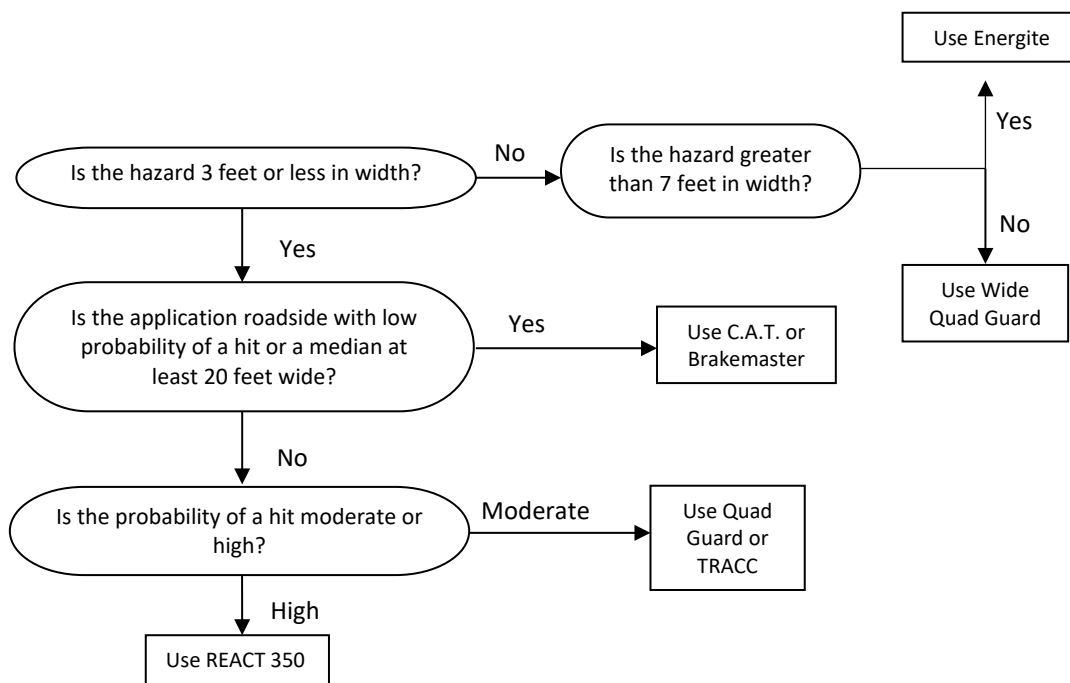 Use Energite
Yes
Is the hazard 3 feet or less in width?
No
Is the hazard greater
than 7 feet in width?
No
Use Wide
Quad Guard
Yes
Is the application roadside with low
probability of a hit or a median at
least 20 feet wide?
Yes
Use C.A.T. or
Brakemaster
No
Is the probability of a hit moderate or
high?
Moderate
Use Quad
Guard or
TRACC
High
Use REACT 350